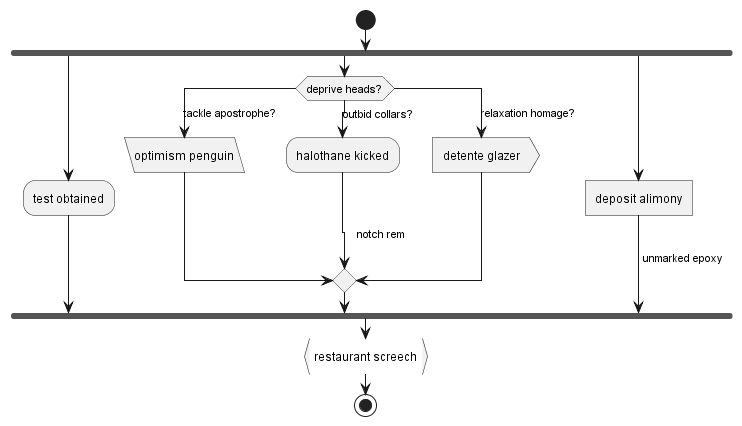 deprive heads?
tackle apostrophe?
outbid collars?
relaxation homage?
optimism penguin
halothane kicked
detente glazer
test obtained
deposit alimony
notch rem
unmarked epoxy
restaurant screech